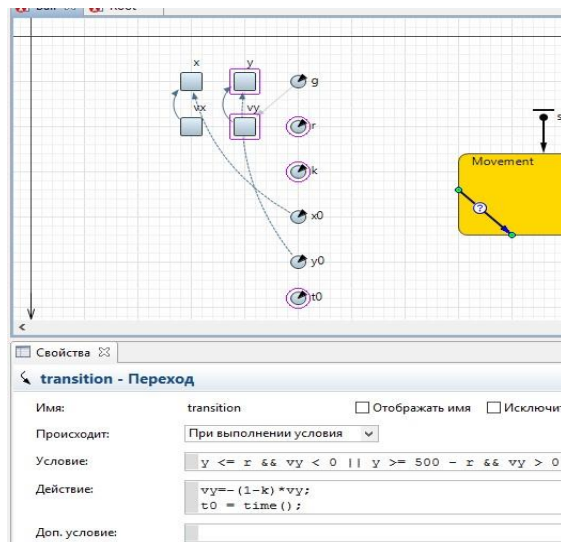 x
y
g
vx
vy
r
k
x0
y0
t0
Movement
?
<
Свойства
transition - Переход
Имя:
transition
Отображать имя
Происходит:
При выполнении условия
Условие:
y <= r && vy < 0 || y >= 500 - r && vy > 0
Действие:
vy=-(1-k)*vy;
t0 = time();
Доп. условие: